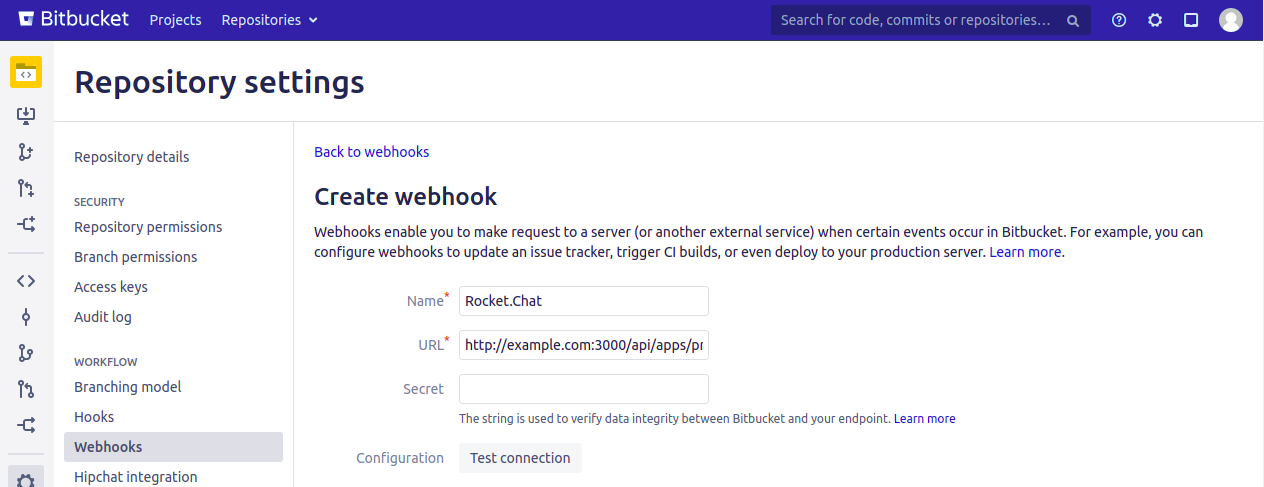 Bitbucket Projects Repositories Search for code, commits or repositories…
Repository settings
Repository details
SECURITY
Repository permissions
Branch permissions
Access keys
Audit log
WORKFLOW
Branching model
Hooks
Webhooks
Hipchat integration
Back to webhooks
Create webhook
Webhooks enable you to make request to a server (or another external service) when certain events occur in Bitbucket. For example, you can
configure webhooks to update an issue tracker, trigger CI builds, or even deploy to your production server. Learn more.
Name* Rocket.Chat
URL* http://example.com:3000/api/apps/pr
Secret
The string is used to verify data integrity between Bitbucket and your endpoint. Learn more
Configuration Test connection